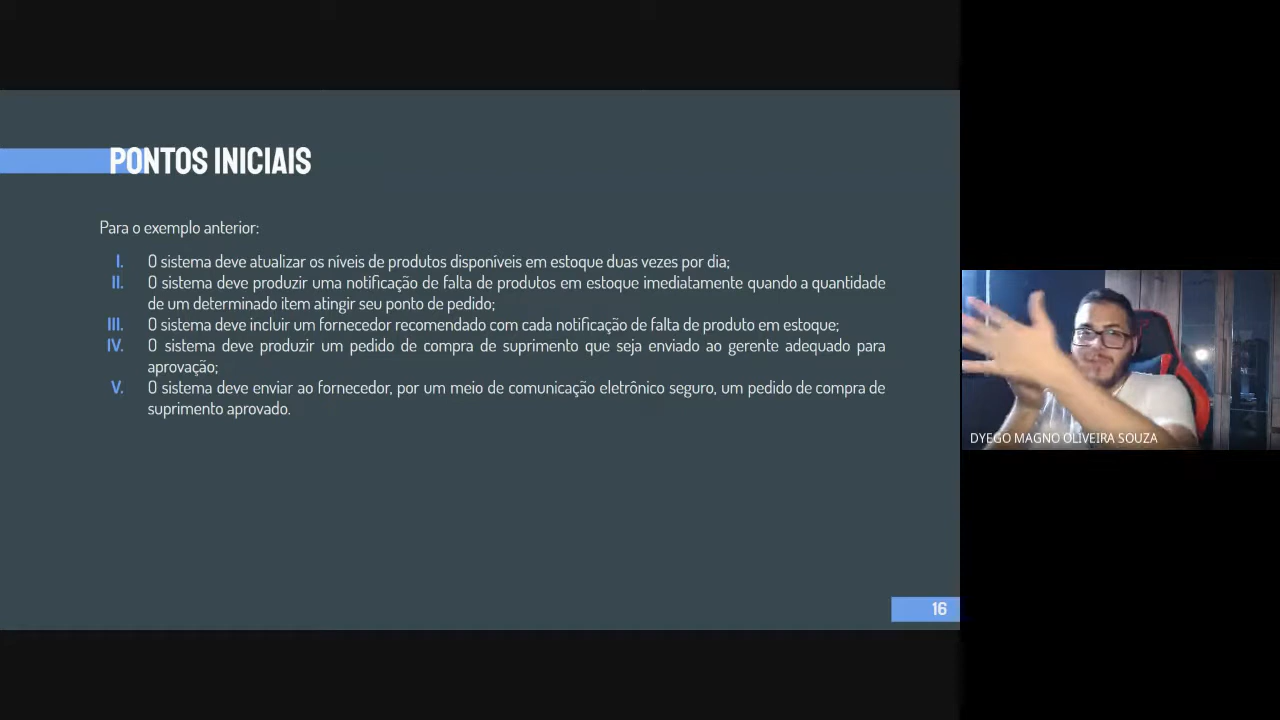 PONTOS INICIAIS
Para o exemplo anterior:
I. O sistema deve atualizar os níveis de produtos disponíveis em estoque duas vezes por dia;
II. O sistema deve produzir uma notificação de falta de produtos em estoque imediatamente quando a quantidade
de um determinado item atingir seu ponto de pedido;
III. O sistema deve incluir um fornecedor recomendado com cada notificação de falta de produto em estoque;
IV. O sistema deve produzir um pedido de compra de suprimento que seja enviado ao gerente adequado para
aprovação;
V. O sistema deve enviar ao fornecedor, por um meio de comunicação eletrônico seguro, um pedido de compra de
suprimento aprovado.
16
DYEGO MAGNO OLIVEIRA SOUZA